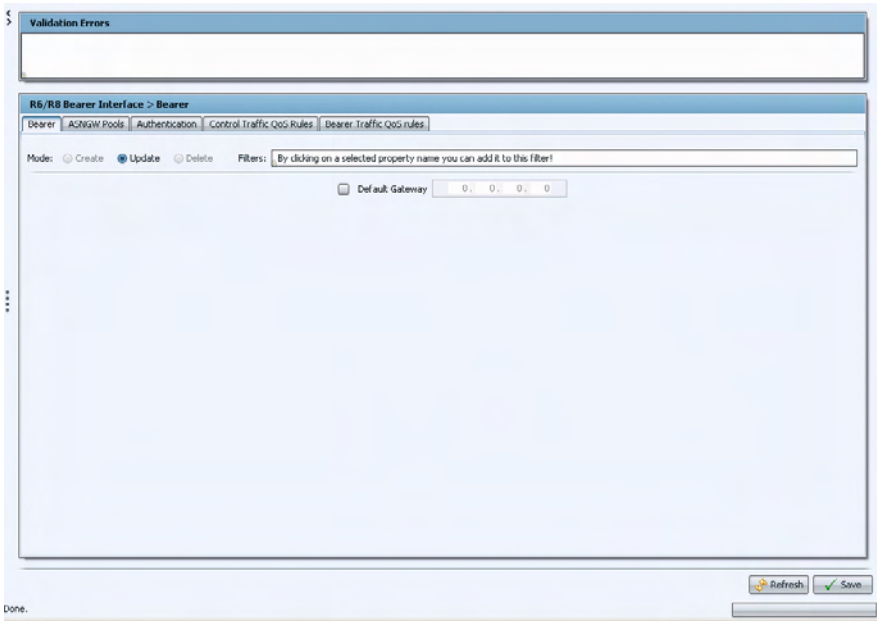 Validation Errors
R6/R8 Bearer Interface > Bearer
Bearer ASNGW Pools Authentication Control Traffic QoS Rules Bearer Traffic QoS rules
Mode: Create Update Delete Filters: By clicking on a selected property name you can add it to this filter!
Default Gateway 0. 0. 0. 0
Refresh Save
Done.